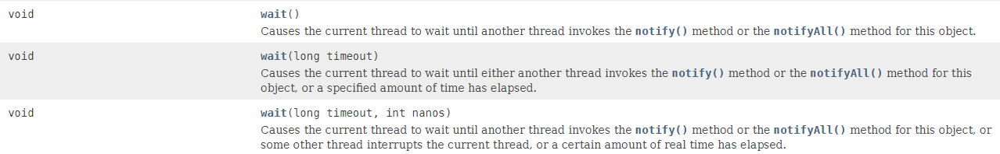 void wait()
Causes the current thread to wait until another thread invokes the notify() method or the notifyAll() method for this object.
void wait(long timeout)
Causes the current thread to wait until either another thread invokes the notify() method or the notifyAll() method for this
object, or a specified amount of time has elapsed.
void wait(long timeout, int nanos)
Causes the current thread to wait until another thread invokes the notify() method or the notifyAll() method for this object, or
some other thread interrupts the current thread, or a certain amount of real time has elapsed.